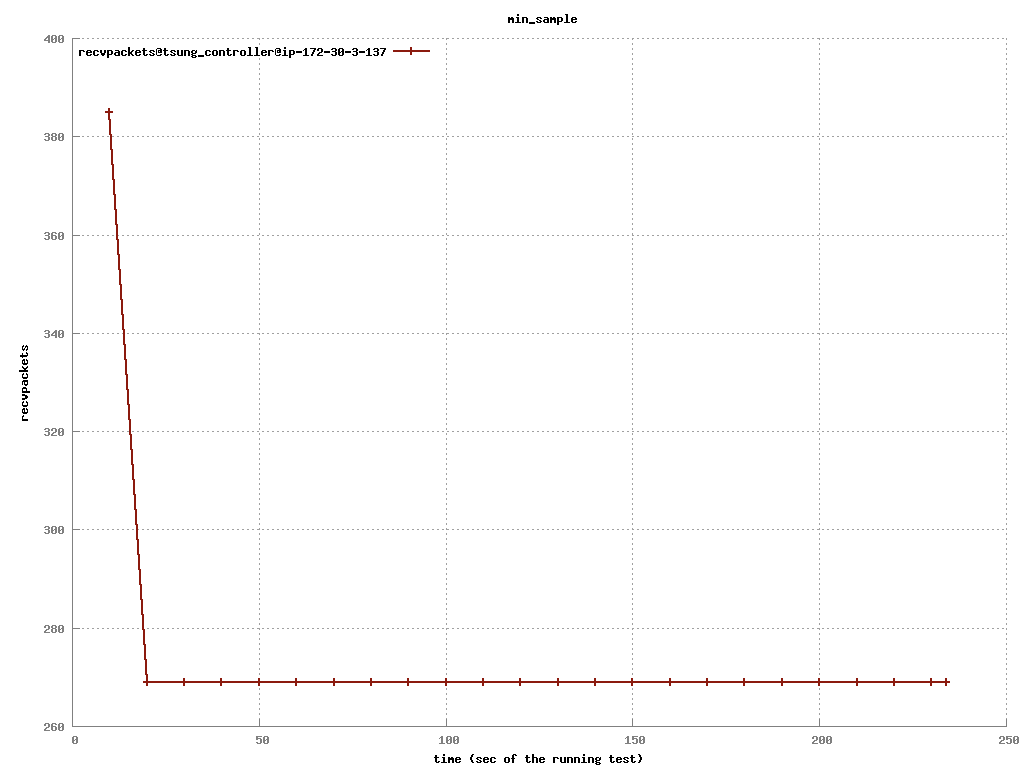 min_sample
400
recvpackets@tsung_controller@ip-172-30-3-137
380
360
340
recvpackets
320
300
280
260
0 50 100 150 200 250
time (sec of the running test)